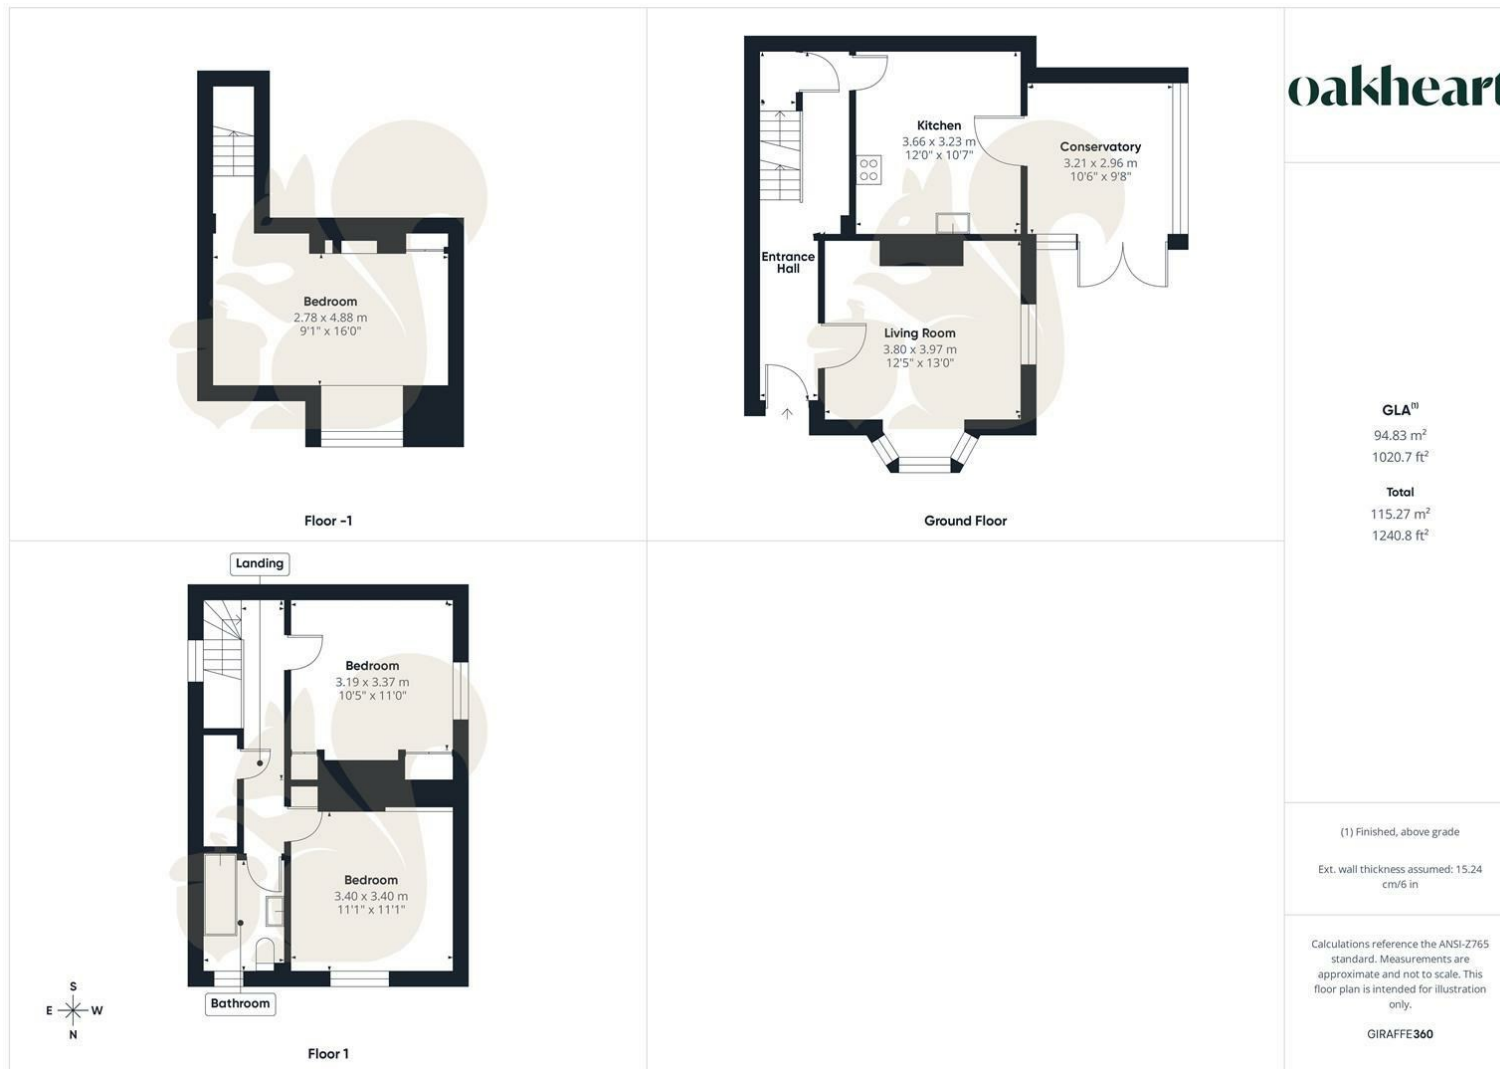 Bedroom
2.78 x 4.88 m
9'1" x 16'0"
Floor -1
Kitchen
3.66 x 3.23 m
12'0" x 10'7"
Conservatory
3.21 x 2.96 m
10'6" x 9'8"
Entrance
Hall
Living Room
3.80 x 3.97 m
12'5" x 13'0"
Ground Floor
Landing
Bedroom
3.19 x 3.37 m
10'5" x 11'0"
Bedroom
3.40 x 3.40 m
11'1" x 11'1"
Bathroom
Floor 1
S
E W
N
oakheart
GLA(1)
94.83 m²
1020.7 ft²
Total
115.27 m²
1240.8 ft²
(1) Finished, above grade
Ext. wall thickness assumed: 15.24
cm/6 in
Calculations reference the ANSI-Z765
standard. Measurements are
approximate and not to scale. This
floor plan is intended for illustration
only.
GIRAFFE360